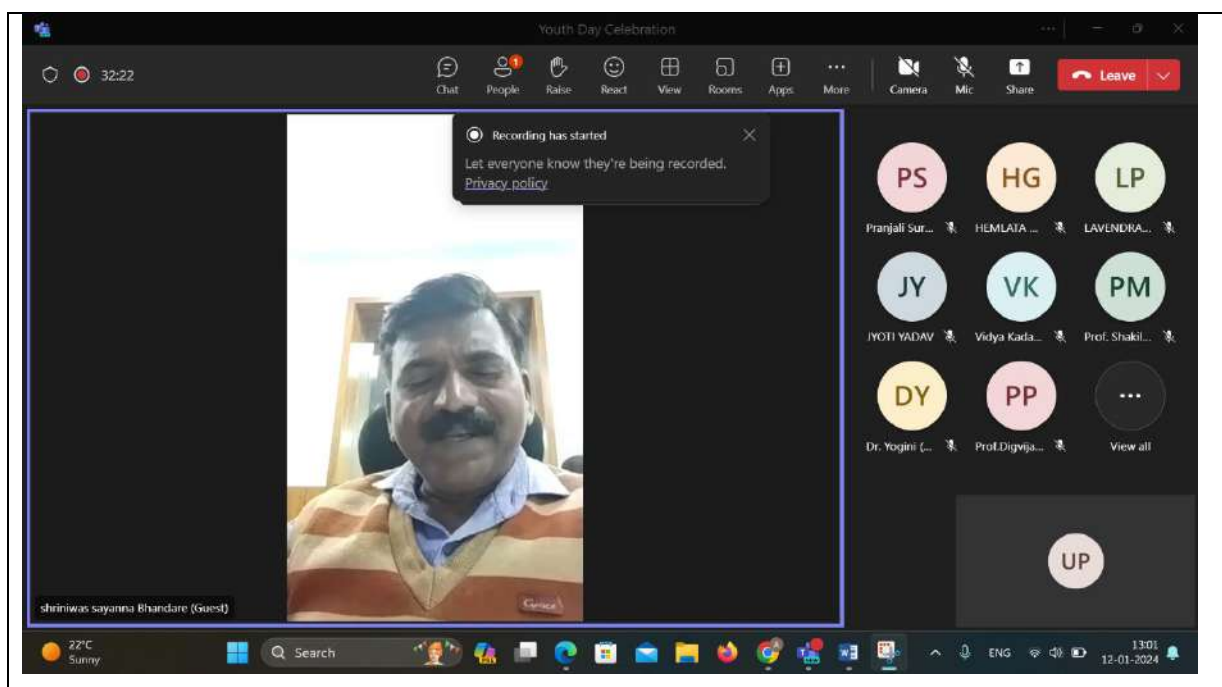 Youth Day Celebration
32:22
Chat People 1 Raise React View Rooms Apps More Camera Mic Share Leave
Recording has started
Let everyone know they're being recorded.
Privacy policy
PS HG LP
Pranjali Sur... HEMLATA ... LAVENDRA...
JY VK PM
JYOTI YADAV Vidya Kada... Prof. Shakil...
DY PP
Dr. Yogini (... Prof.Digvija... View all
UP
shriniwas sayanna Bhandare (Guest)
22°C
Sunny
Search
ENG
13:01
12-01-2024